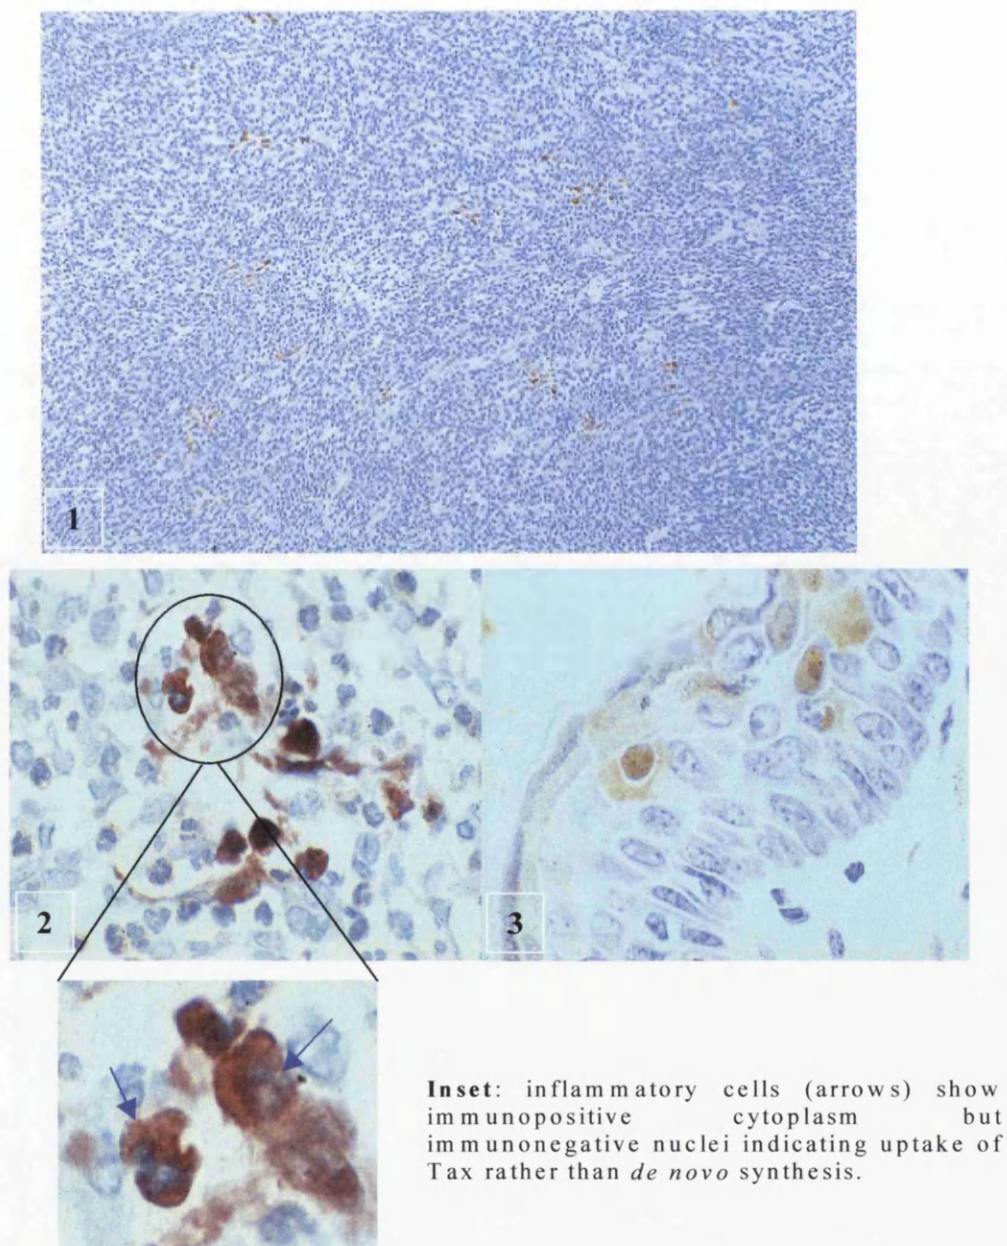 1
2
3
Inset: inflammatory cells (arrows) show
immunopositive cytoplasm but
immunonegative nuclei indicating uptake of
Tax rather than de novo synthesis.